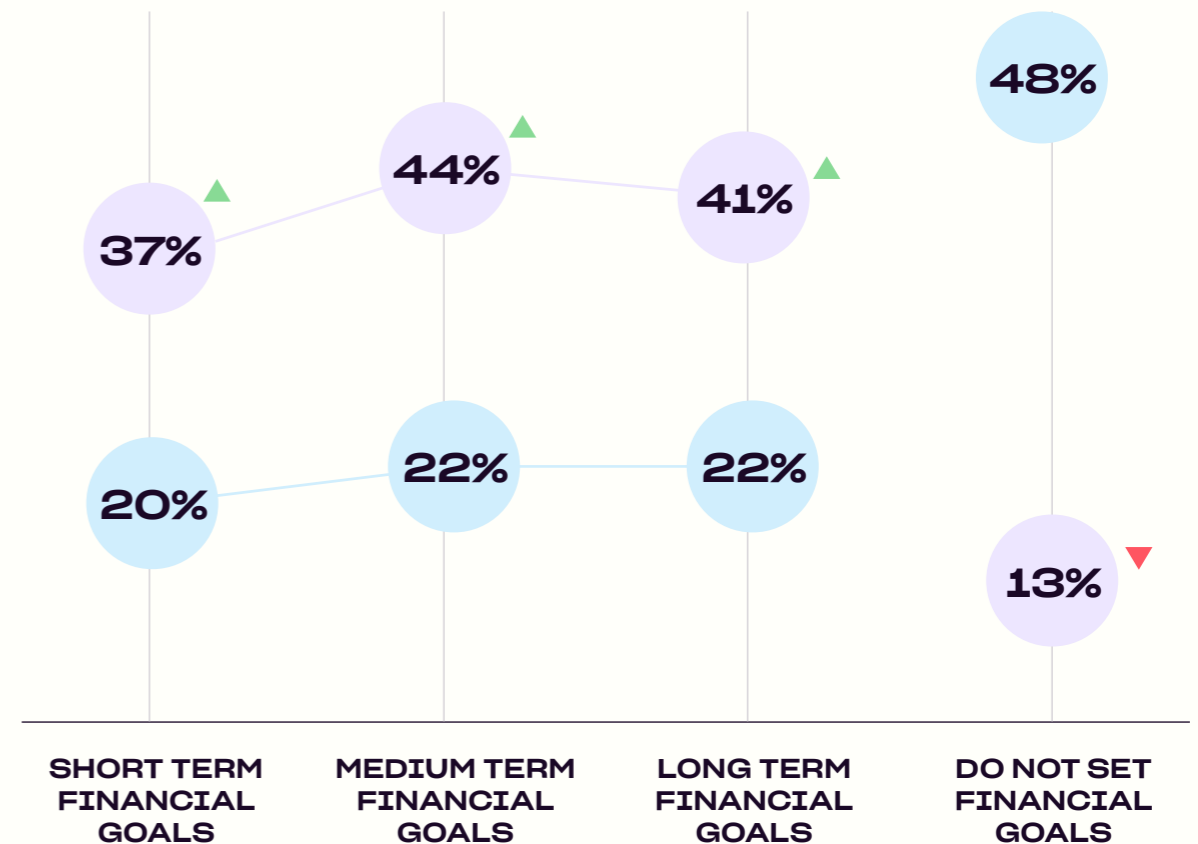 48%
44%
41%
37%
22%
22%
20%
13%
SHORT TERM
FINANCIAL
GOALS
MEDIUM TERM
FINANCIAL
GOALS
LONG TERM
FINANCIAL
GOALS
DO NOT SET
FINANCIAL
GOALS